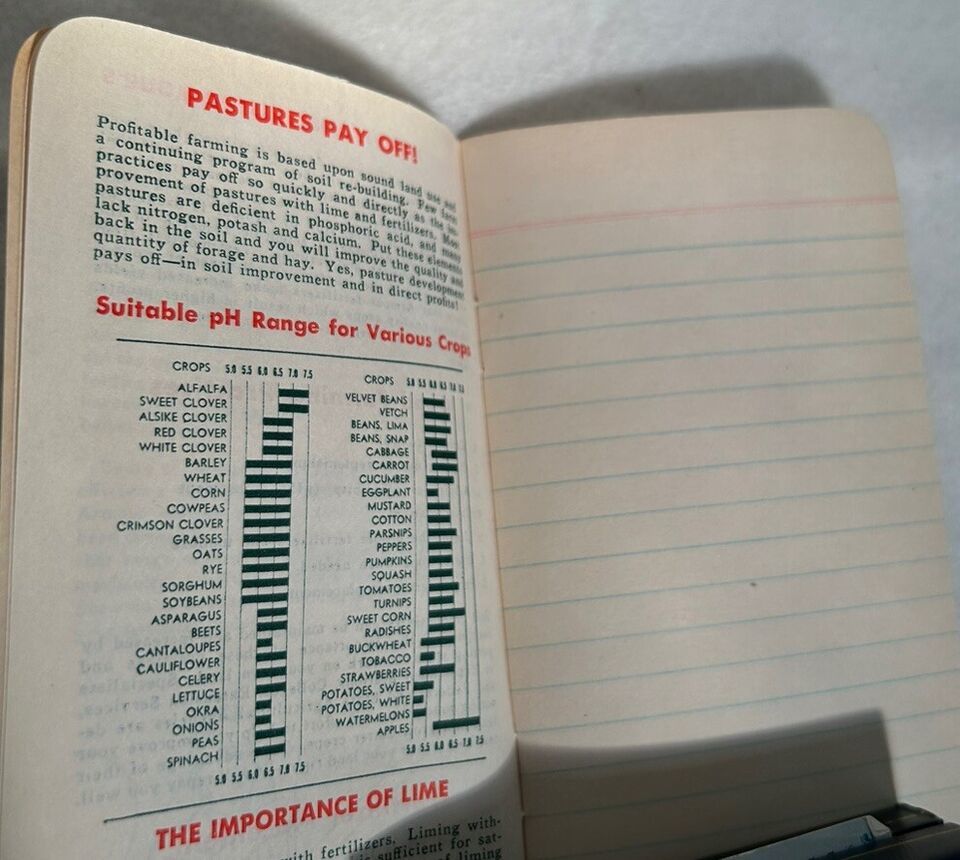 PASTURES PAY OFF!
Profitable farming is based upon sound land use and
a continuing program of soil re-building. Few farm
practices pay off so quickly and directly as the im-
provement of pastures with lime and fertilizers. Most
pastures are deficient in phosphoric acid, and many
lack nitrogen, potash and calcium. Put these elements
back in the soil and you will improve the quality and
quantity of forage and hay. Yes, pasture development
pays off—in soil improvement and in direct profits!
Suitable pH Range for Various Crops
CROPS 5.0 5.5 6.0 6.5 7.0 7.5
ALFALFA
SWEET CLOVER
ALSIKE CLOVER
RED CLOVER
WHITE CLOVER
BARLEY
WHEAT
CORN
COWPEAS
CRIMSON CLOVER
GRASSES
OATS
RYE
SORGHUM
SOYBEANS
ASPARAGUS
BEETS
CANTALOUPES
CAULIFLOWER
CELERY
LETTUCE
OKRA
ONIONS
PEAS
SPINACH
5.0 5.5 6.0 6.5 7.0 7.5
CROPS 5.0 5.5 6.0 6.5 7.0 7.5
VELVET BEANS
VETCH
BEANS, LIMA
BEANS, SNAP
CABBAGE
CARROT
CUCUMBER
EGGPLANT
MUSTARD
COTTON
PARSNIPS
PEPPERS
PUMPKINS
SQUASH
TOMATOES
TURNIPS
SWEET CORN
RADISHES
BUCKWHEAT
TOBACCO
STRAWBERRIES
POTATOES, SWEET
POTATOES, WHITE
WATERMELONS
APPLES
5.0 5.5 6.0 6.5 7.0 7.5
THE IMPORTANCE OF LIME
with fertilizers. Liming with-
is sufficient for sat-
of liming